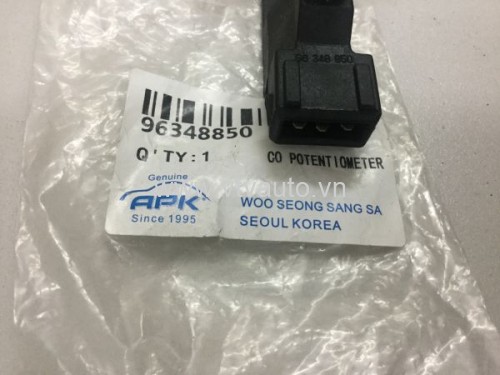 96 348 850
96348850
Q'TY:1
CO POTENTIOMETER
auto.vn
Genuine
APK
Since 1995
WOO SEONG SANG SA
SEOUL KOREA